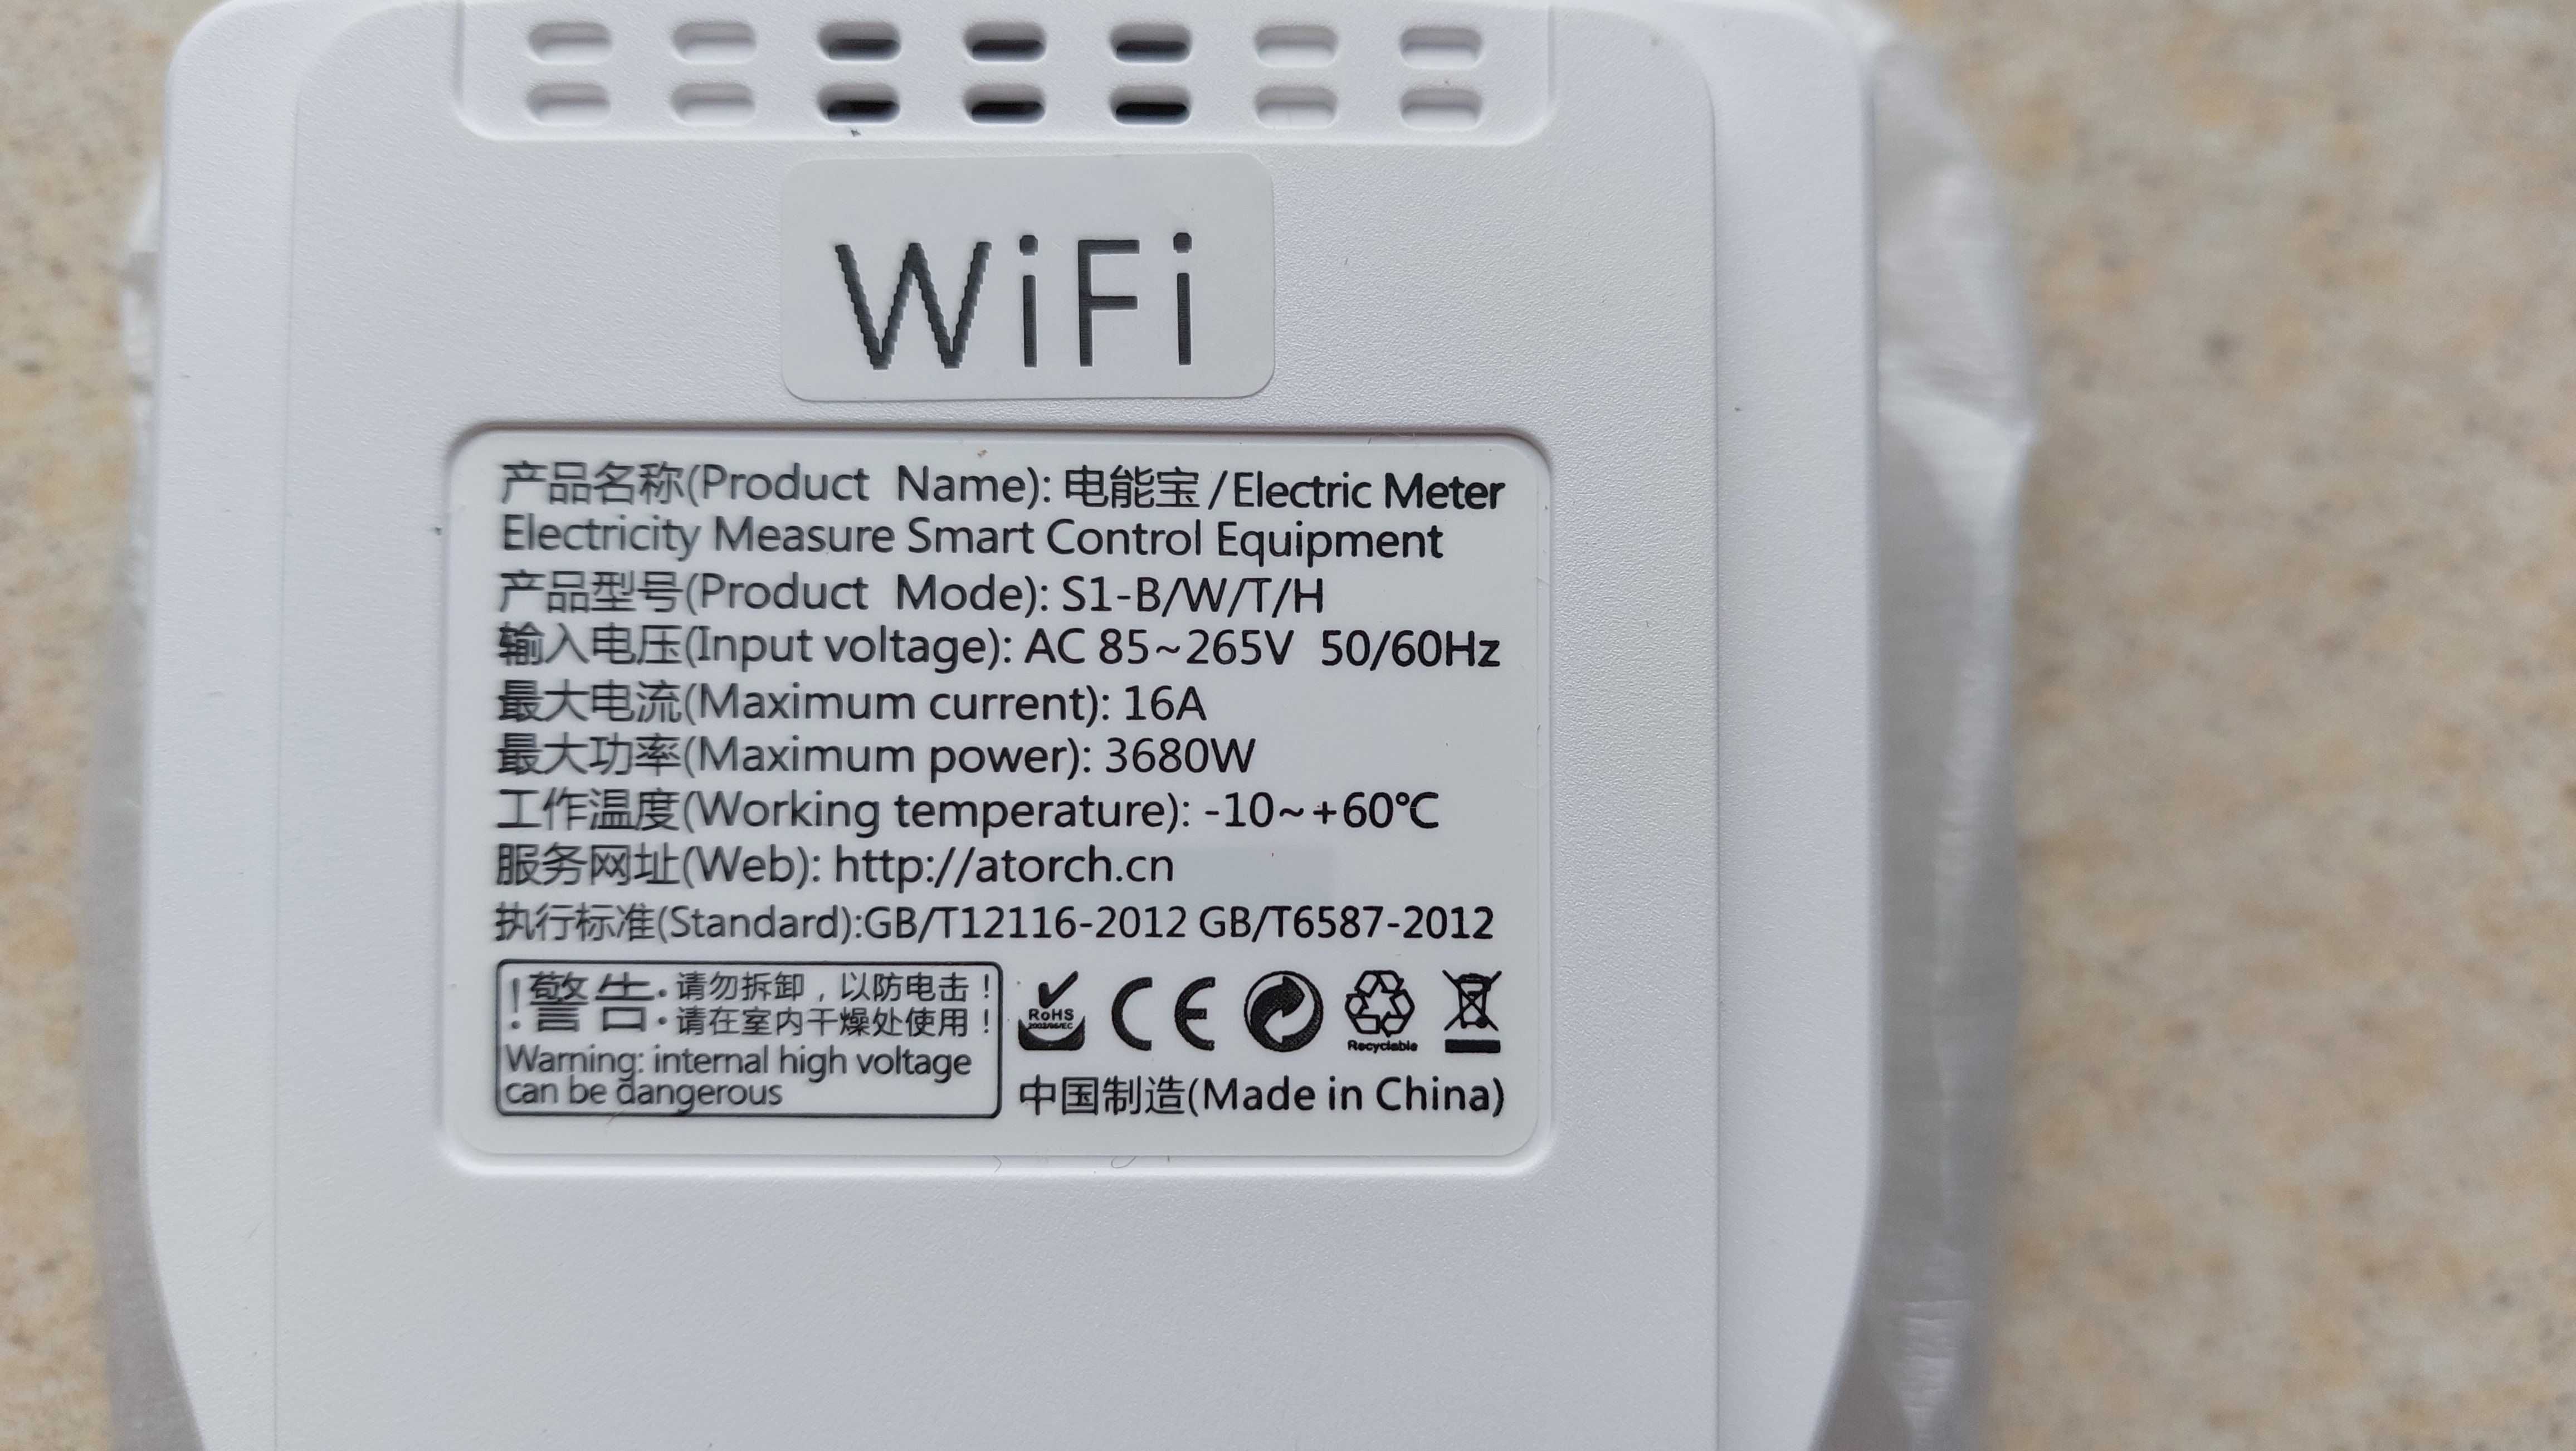 WiFi
产品名称(Product Name): 电能宝/Electric Meter
Electricity Measure Smart Control Equipment
产品型号(Product Mode): S1-B/W/T/H
输入电压(Input voltage): AC 85~265V 50/60Hz
最大电流(Maximum current): 16A
最大功率(Maximum power): 3680W
工作温度(Working temperature): -10~+60℃
服务网址(Web): http://atorch.cn
执行标准(Standard):GB/T12116-2012 GB/T6587-2012
!警告:请勿拆卸，以防电击!
请在室内干燥处使用!
Warning: internal high voltage
can be dangerous
RoHS
2002/95/EC
CE
Recyclable
中国制造(Made in China)